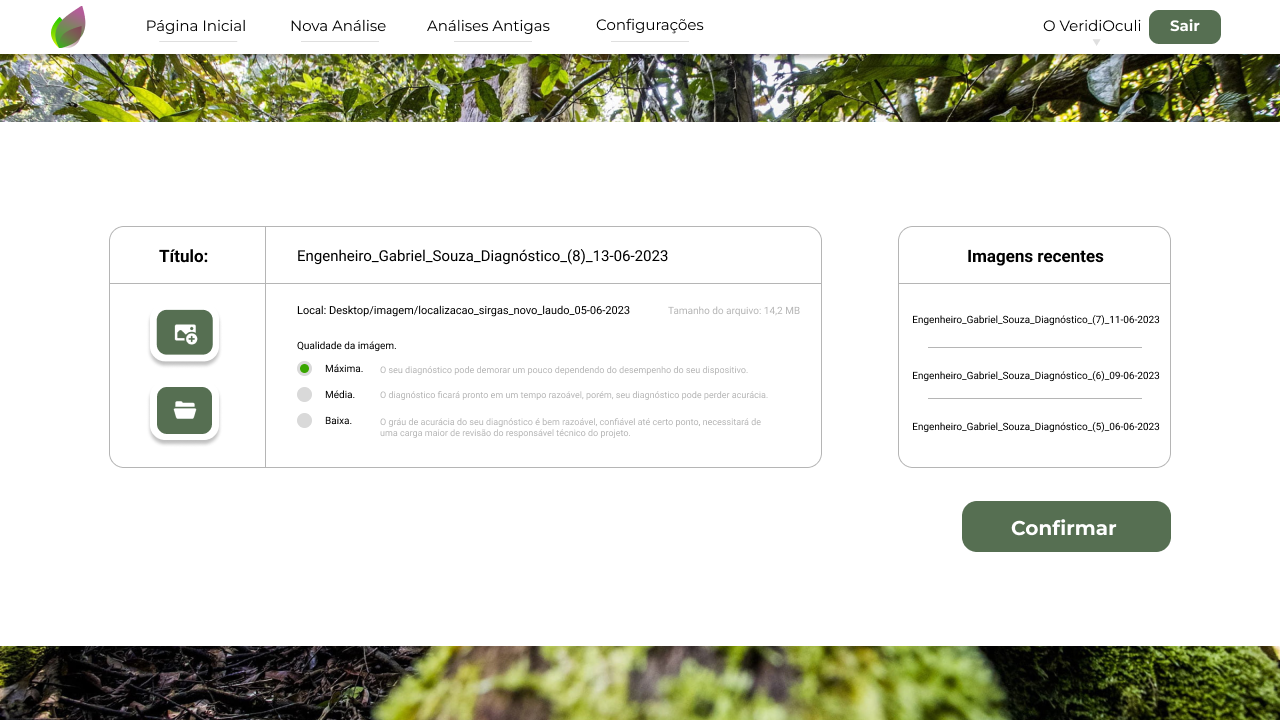 Página Inicial
Nova Análise
Análises Antigas
Configurações
O VeridiOculi
Sair
Título:
Engenheiro_Gabriel_Souza_Diagnóstico_(8)_13-06-2023
Local: Desktop/imagem/localizacao_sirgas_novo_laudo_05-06-2023
Tamanho do arquivo: 14,2 MB
Qualidade da imágem.
Máxima.
O seu diagnóstico pode demorar um pouco dependendo do desempenho do seu dispositivo.
Média.
O diagnóstico ficará pronto em um tempo razoável, porém, seu diagnóstico pode perder acurácia.
Baixa.
O gráu de acurácia do seu diagnóstico é bem razoável, confiável até certo ponto, necessitará de
uma carga maior de revisão do responsável técnico do projeto.
Imagens recentes
Engenheiro_Gabriel_Souza_Diagnóstico_(7)_11-06-2023
Engenheiro_Gabriel_Souza_Diagnóstico_(6)_09-06-2023
Engenheiro_Gabriel_Souza_Diagnóstico_(5)_06-06-2023
Confirmar